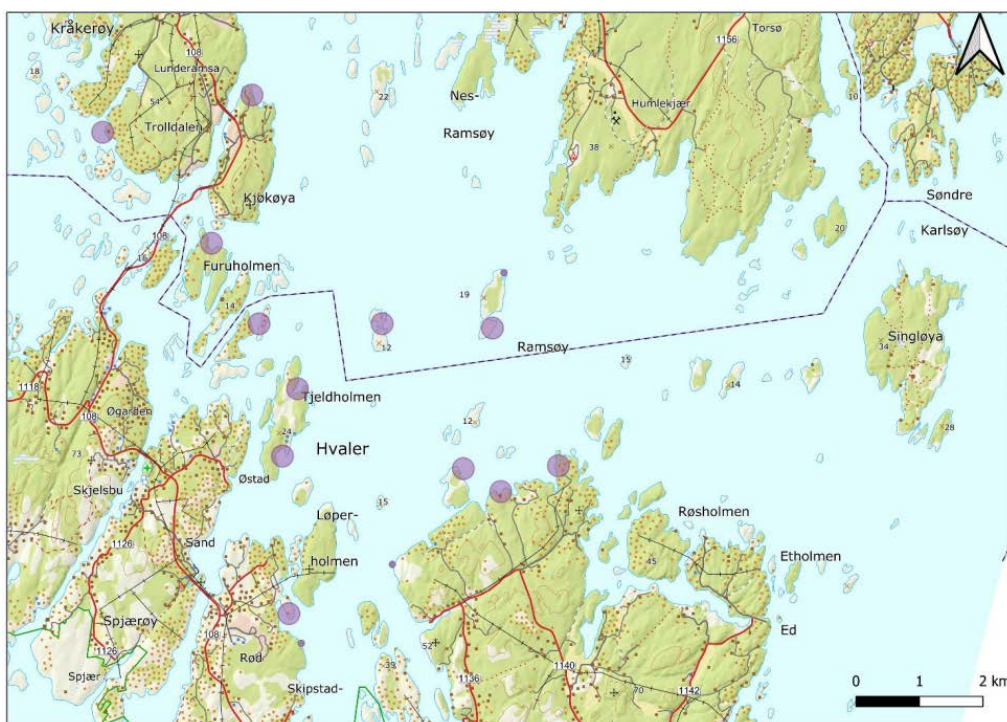 Kråkerøy
108
Lunderamsa
1156
Torsø
18
54
22
Nes-
10
Humlekjær
Trolldalen
Ramsøy
38
Kjøkøya
Søndre
108
20
Karlsøy
16
Furuholmen
14
19
Ramsøy
12
Singløya
34
15
1118
Tjeldholmen
14
108
Øgarden
12
24
28
Hvaler
73
Østad
Skjelsbu
15
Løper-
Røsholmen
1126
Sand
Etholmen
holmen
45
Spjærøy
108
Ed
52
1126
Rød
39
Spjær
1140
1136
70
1142
Skipstad-
0
1
2 km